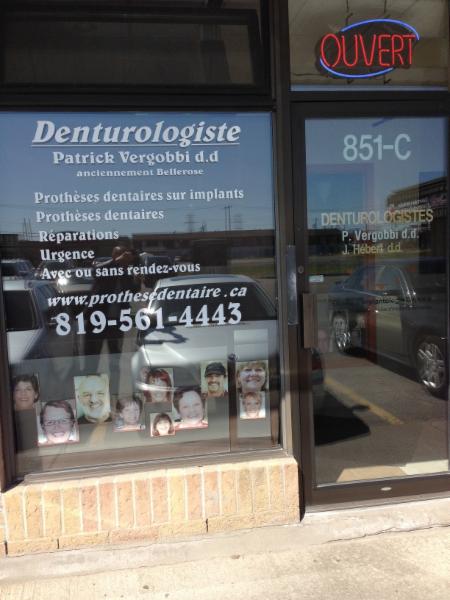 OUVERT
Denturologiste
Patrick Vergobbi d.d
anciennement Bellerose
Prothèses dentaires sur implants
Prothèses dentaires
Réparations
Urgence
Avec ou sans rendez-vous
www.prothesedentaire.ca
819-561-4443
851-C
DENTUROLOGISTES
P. Vergobbi d.d.
J. Hébert d.d.